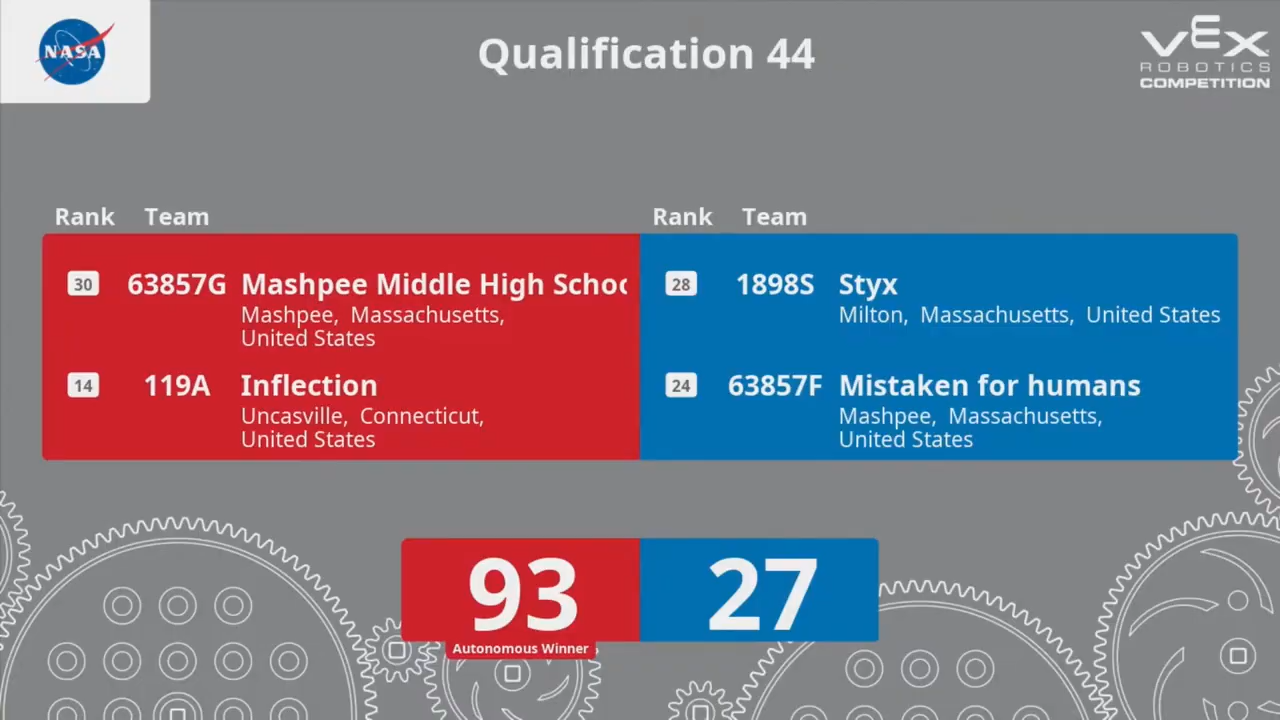 NASA
Qualification 44
VEX
ROBOTICS
COMPETITION
Rank Team
30 63857G Mashpee Middle High Schoo
Mashpee, Massachusetts,
United States
14 119A Inflection
Uncasville, Connecticut,
United States
Rank Team
28 1898S Styx
Milton, Massachusetts, United States
24 63857F Mistaken for humans
Mashpee, Massachusetts,
United States
93 27
Autonomous Winner